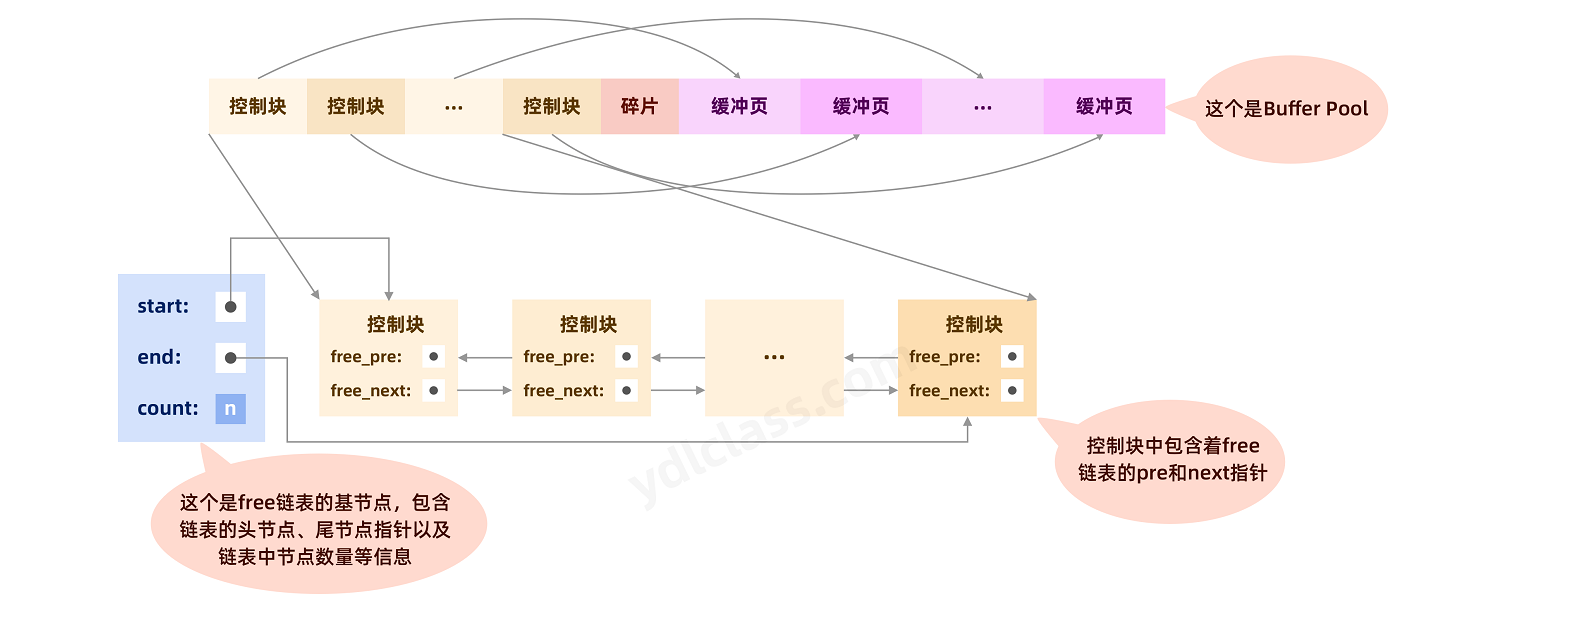 控制块
控制块
...
控制块
碎片
缓冲页
缓冲页
...
缓冲页
这个是Buffer Pool
start:
end:
count:
n
控制块
free_pre:
free_next:
控制块
free_pre:
free_next:
...
控制块
free_pre:
free_next:
控制块中包含着free
链表的pre和next指针
这个是free链表的基节点，包含
链表的头节点、尾节点指针以及
链表中节点数量等信息
ydlclass.com